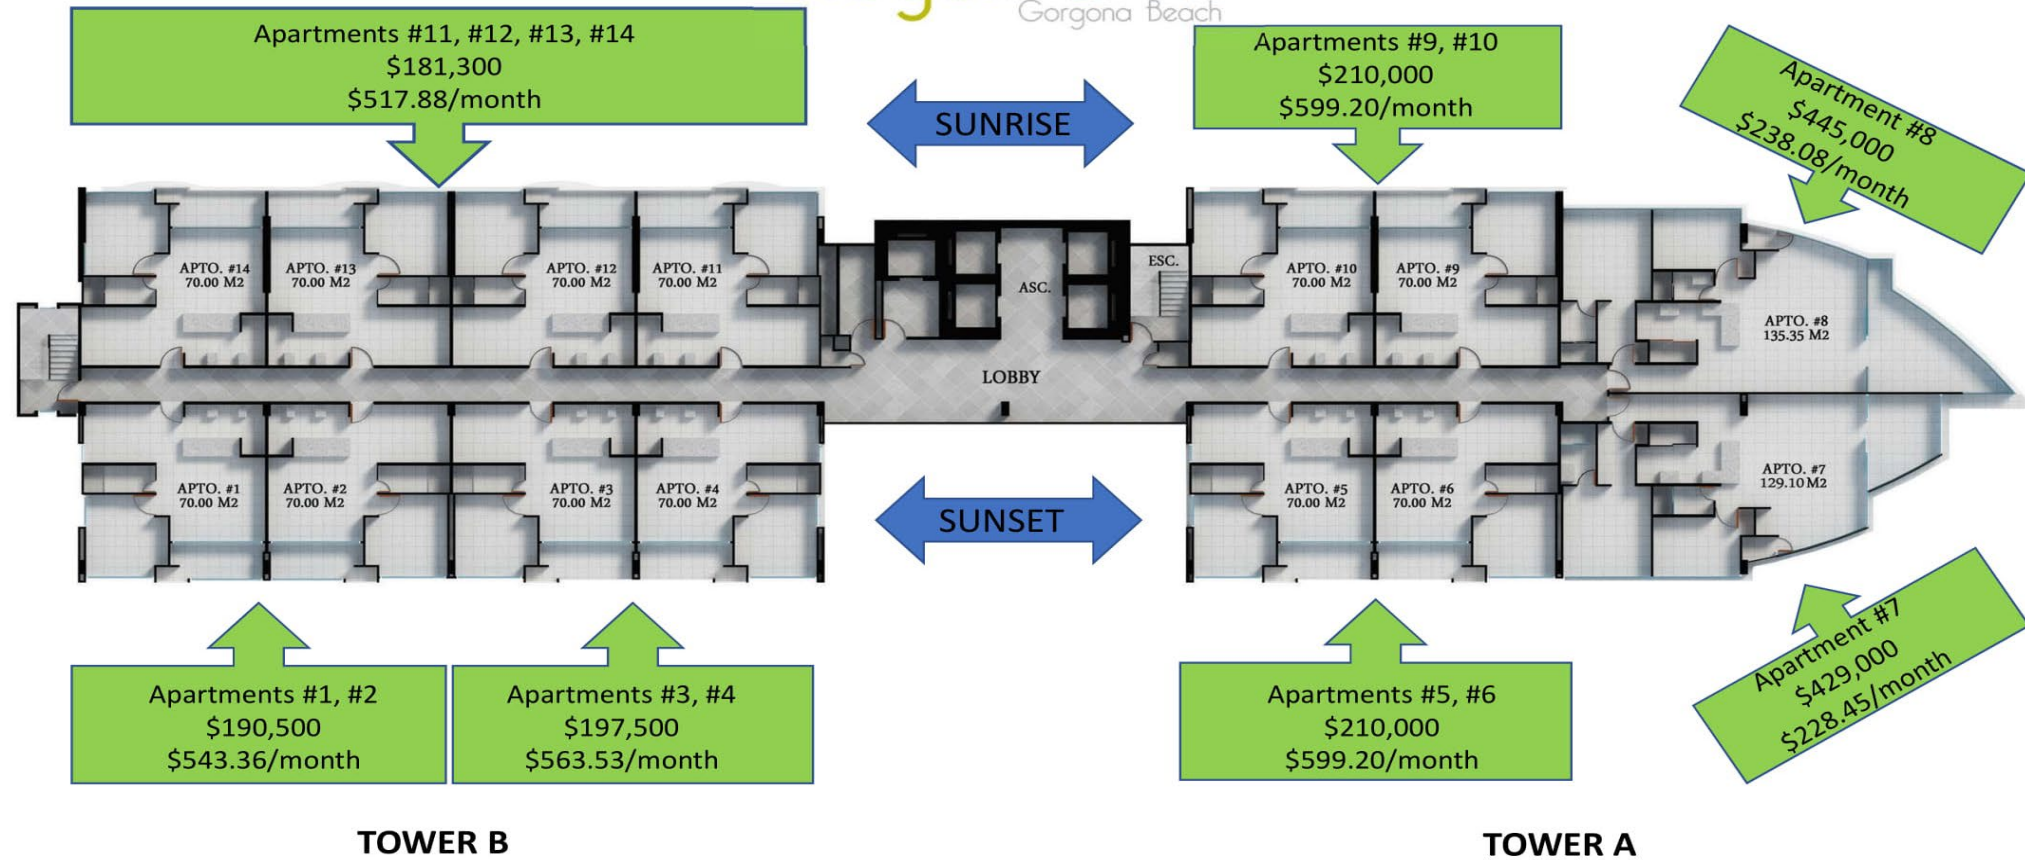 Gorgona Beach
Apartments #11, #12, #13, #14
$181,300
$517.88/month
SUNRISE
Apartments #9, #10
$210,000
$599.20/month
Apartment #8
$445,000
$238.08/month
APTO. #14
70.00 M2
APTO. #13
70.00 M2
APTO. #12
70.00 M2
APTO. #11
70.00 M2
ASC.
ESC.
APTO. #10
70.00 M2
APTO. #9
70.00 M2
APTO. #8
135.35 M2
LOBBY
APTO. #1
70.00 M2
APTO. #2
70.00 M2
APTO. #3
70.00 M2
APTO. #4
70.00 M2
SUNSET
APTO. #5
70.00 M2
APTO. #6
70.00 M2
APTO. #7
129.10 M2
Apartments #1, #2
$190,500
$543.36/month
Apartments #3, #4
$197,500
$563.53/month
Apartments #5, #6
$210,000
$599.20/month
Apartment #7
$429,000
$228.45/month
TOWER B
TOWER A